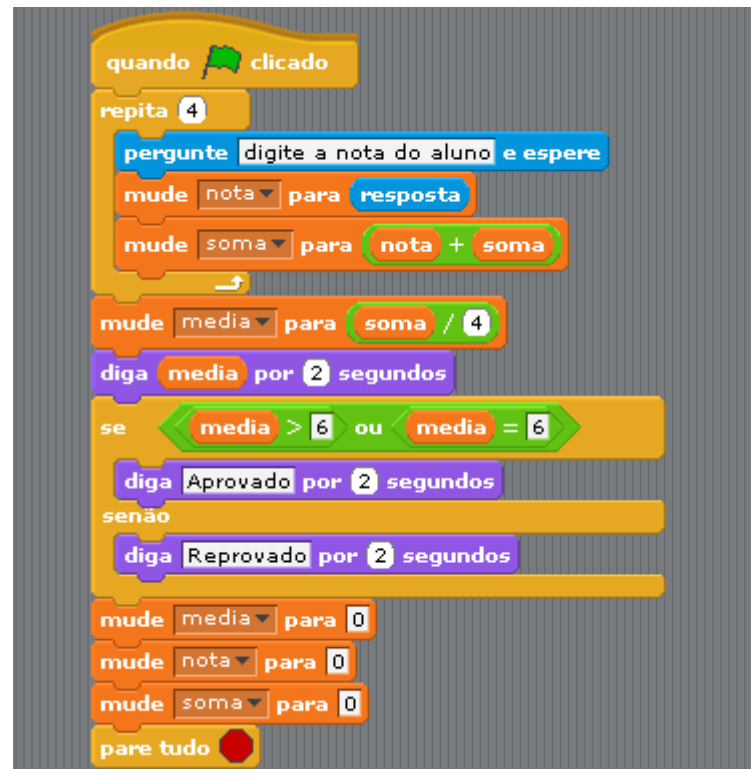 quando clicado
repita 4
pergunte digite a nota do aluno e espere
mude nota para resposta
mude soma para nota + soma
mude media para soma / 4
diga media por 2 segundos
se media > 6 ou media = 6
diga Aprovado por 2 segundos
senão
diga Reprovado por 2 segundos
mude media para 0
mude nota para 0
mude soma para 0
pare tudo